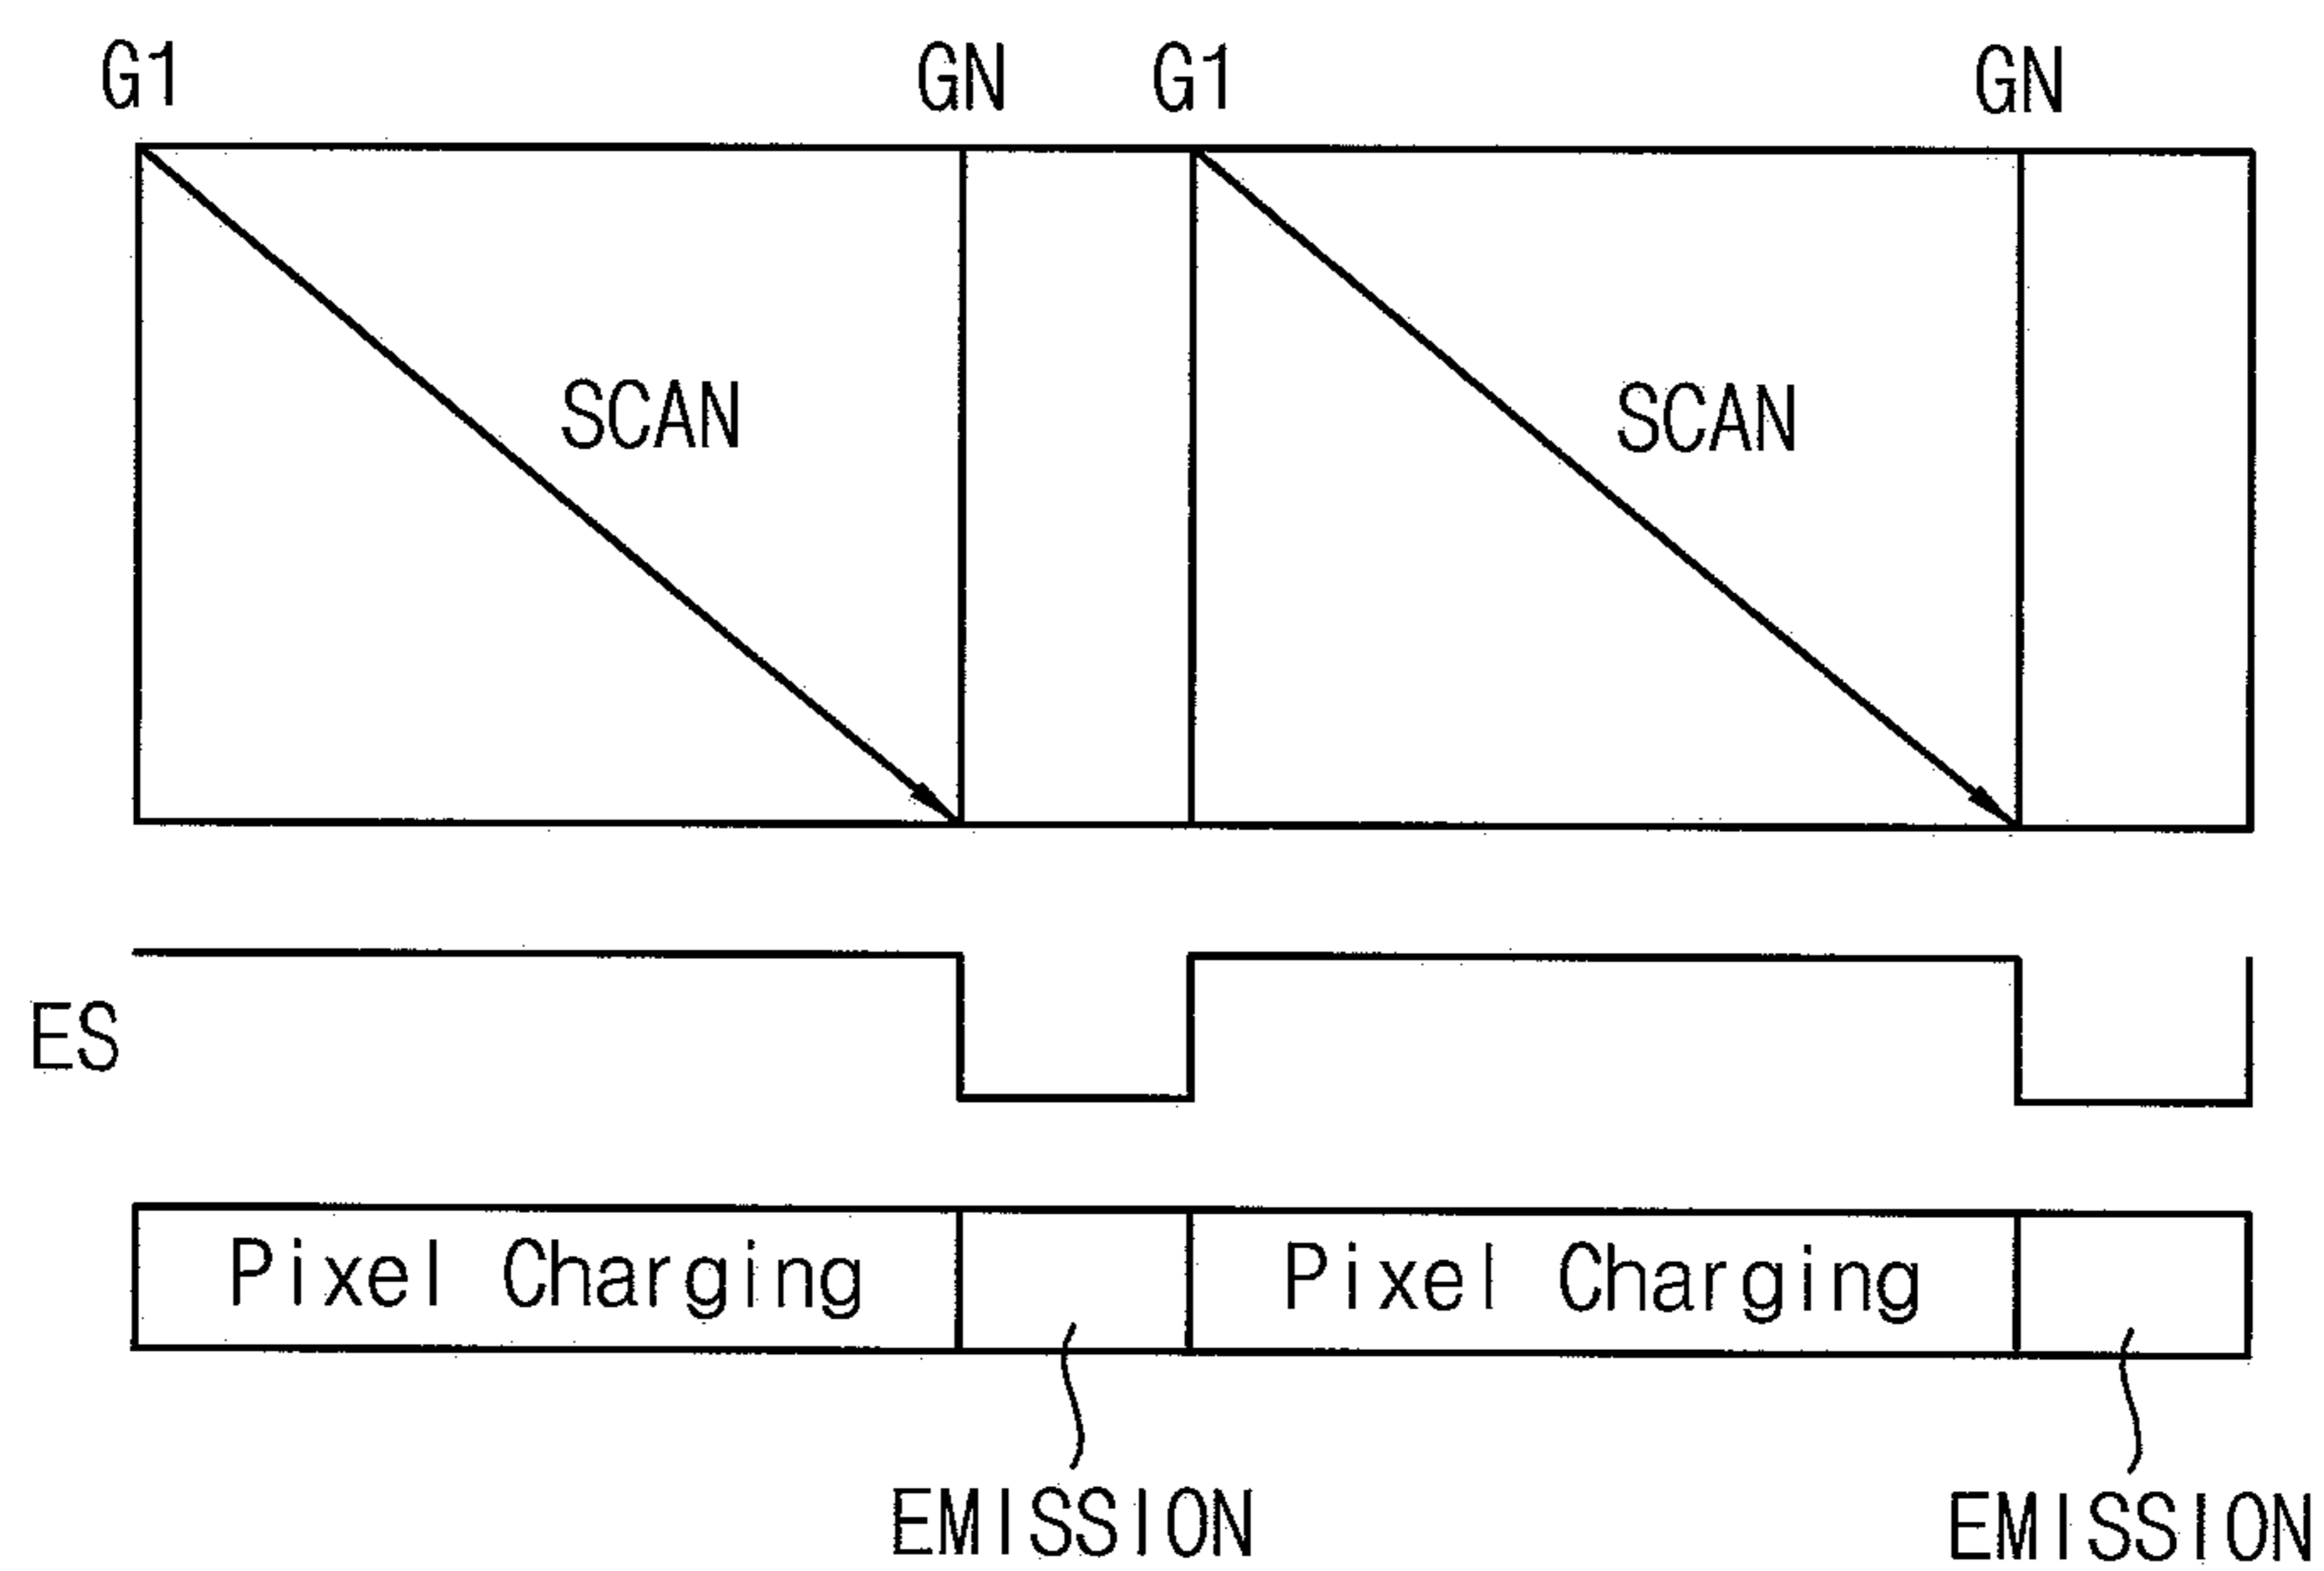 G1 GN G1 GN
SCAN SCAN
ES
Pixel Charging Pixel Charging
EMISSION EMISSION